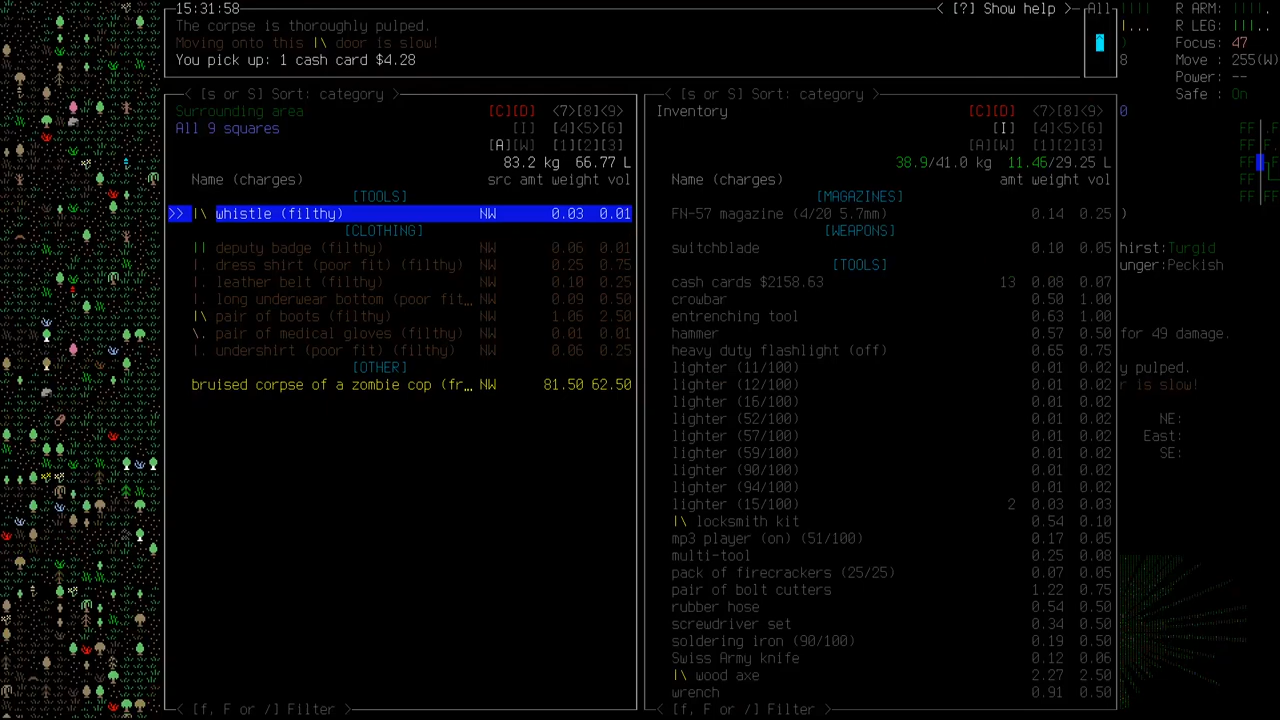 15:31:58 < [?] Show help > All R ARM: ||||.
The corpse is thoroughly pulped. R LEG: ||||.
Moving onto this |\ door is slow! Focus: 47
You pick up: 1 cash card $4.28 8 Move : 255(W)
Power: --
Safe : On
< [s or S] Sort: category > < [s or S] Sort: category >
Surrounding area [C][D] <7>[8]<9> Inventory [C][D] <7>[8]<9> 0
All 9 squares [I] [4]<5>[6] [I] [4]<5>[6]
[A][W] [1][2][3] [A][W] [1][2][3]
83.2 kg 66.77 L 38.9/41.0 kg 11.46/29.25 L
Name (charges) src amt weight vol Name (charges) amt weight vol
[TOOLS] [MAGAZINES]
>> |\ whistle (filthy) NW 0.03 0.01 FN-57 magazine (4/20 5.7mm) 0.14 0.25 )
[CLOTHING] [WEAPONS]
|| deputy badge (filthy) NW 0.06 0.01 switchblade 0.10 0.05 hirst:Turgid
|. dress shirt (poor fit) (filthy) NW 0.25 0.75 [TOOLS] unger:Peckish
|. leather belt (filthy) NW 0.10 0.25 cash cards $2158.63 13 0.08 0.07
|. long underwear bottom (poor fit… NW 0.09 0.50 crowbar 0.50 1.00
|\ pair of boots (filthy) NW 1.06 2.50 entrenching tool 0.63 1.00
\. pair of medical gloves (filthy) NW 0.01 0.01 hammer 0.57 0.50 for 49 damage.
|. undershirt (poor fit) (filthy) NW 0.06 0.25 heavy duty flashlight (off) 0.65 0.75
[OTHER] lighter (11/100) 0.01 0.02 y pulped.
bruised corpse of a zombie cop (fr… NW 81.50 62.50 lighter (12/100) 0.01 0.02 r is slow!
lighter (16/100) 0.01 0.02
lighter (52/100) 0.01 0.02 NE:
lighter (57/100) 0.01 0.02 East:
lighter (59/100) 0.01 0.02 SE:
lighter (90/100) 0.01 0.02
lighter (94/100) 0.01 0.02
lighter (15/100) 2 0.03 0.03
|\ locksmith kit 0.54 0.10
mp3 player (on) (51/100) 0.17 0.05
multi-tool 0.25 0.08
pack of firecrackers (25/25) 0.07 0.05
pair of bolt cutters 1.22 0.75
rubber hose 0.54 0.50
screwdriver set 0.34 0.50
soldering iron (90/100) 0.19 0.50
Swiss Army knife 0.12 0.06
|\ wood axe 2.27 2.50
wrench 0.91 0.50
< [f, F or /] Filter > < [f, F or /] Filter >